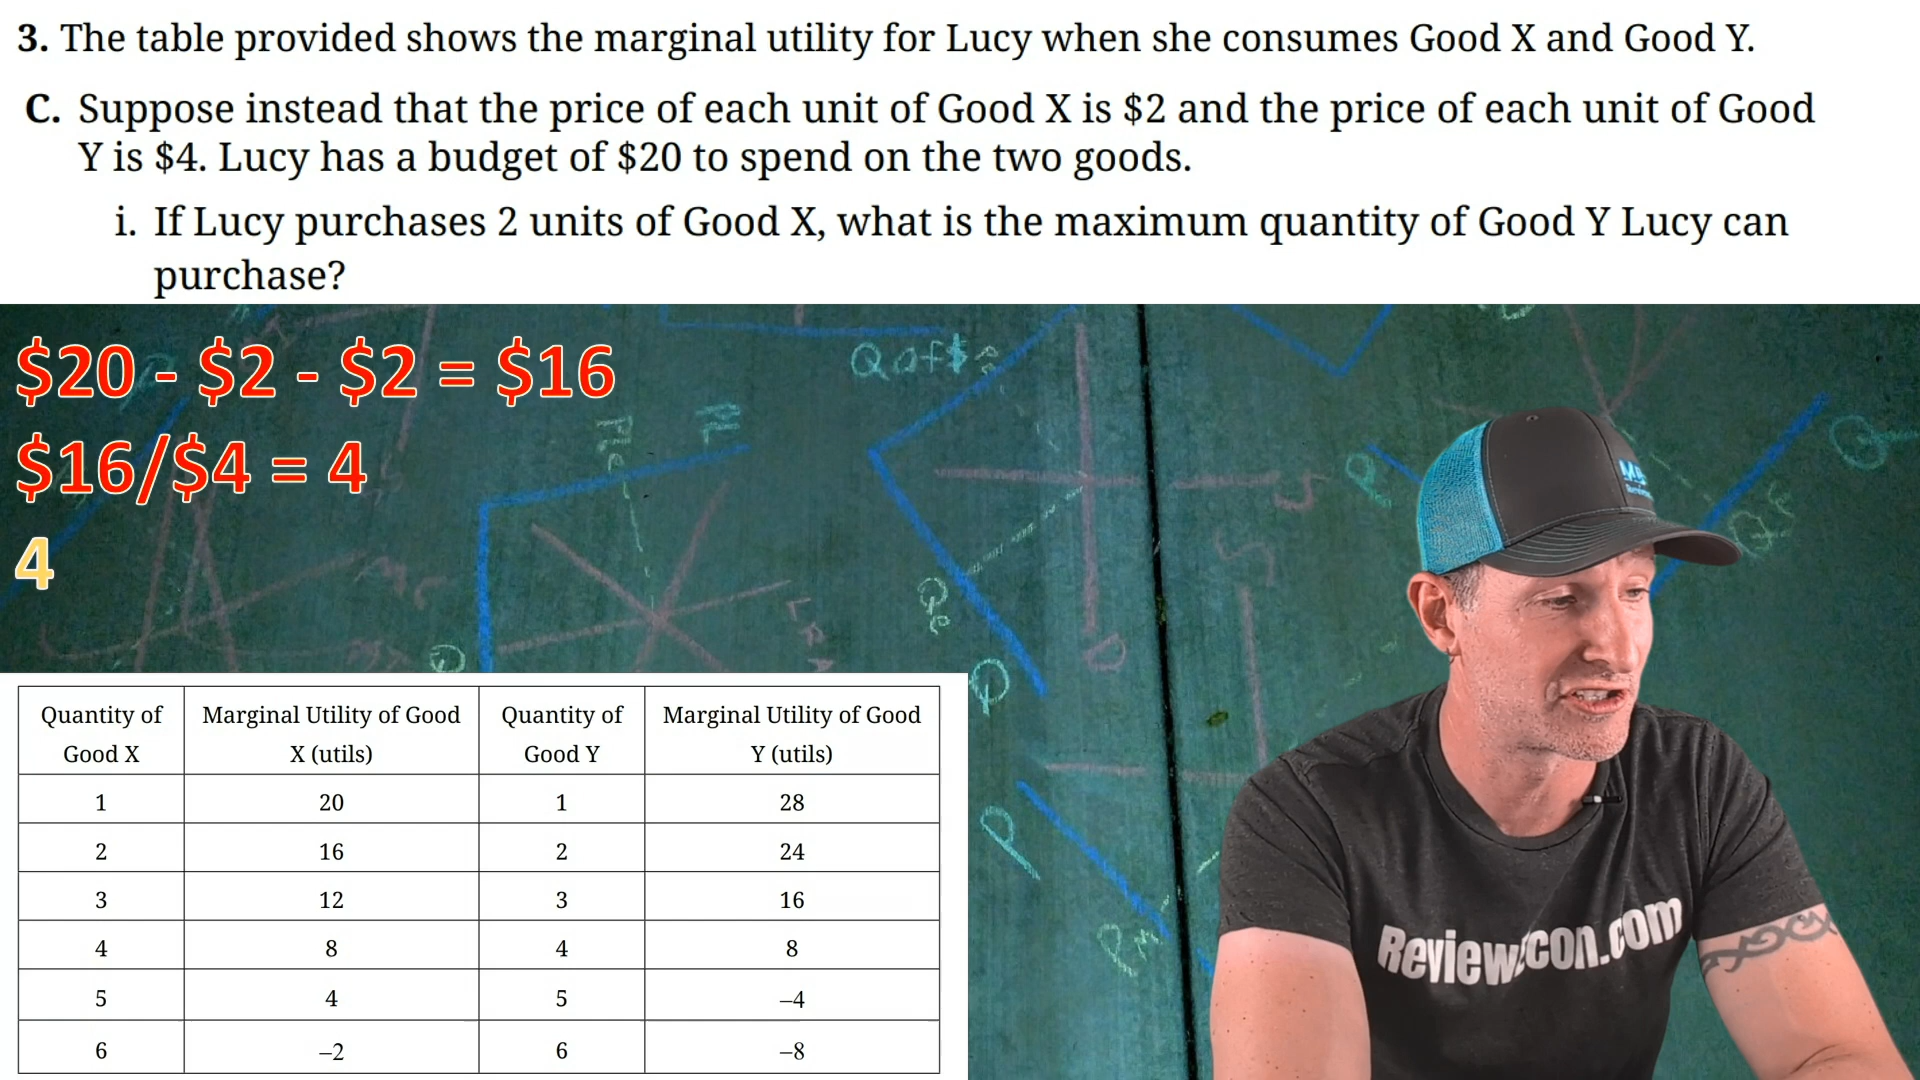 3. The table provided shows the marginal utility for Lucy when she consumes Good X and Good Y.
C. Suppose instead that the price of each unit of Good X is $2 and the price of each unit of Good
Y is $4. Lucy has a budget of $20 to spend on the two goods.
i. If Lucy purchases 2 units of Good X, what is the maximum quantity of Good Y Lucy can
purchase?
$20 - $2 - $2 = $16
$16/$4 = 4
4
Quantity of Good X Marginal Utility of Good X (utils) Quantity of Good Y Marginal Utility of Good Y (utils)
1 20 1 28
2 16 2 24
3 12 3 16
4 8 4 8
5 4 5 –4
6 –2 6 –8
ReviewEcon.com